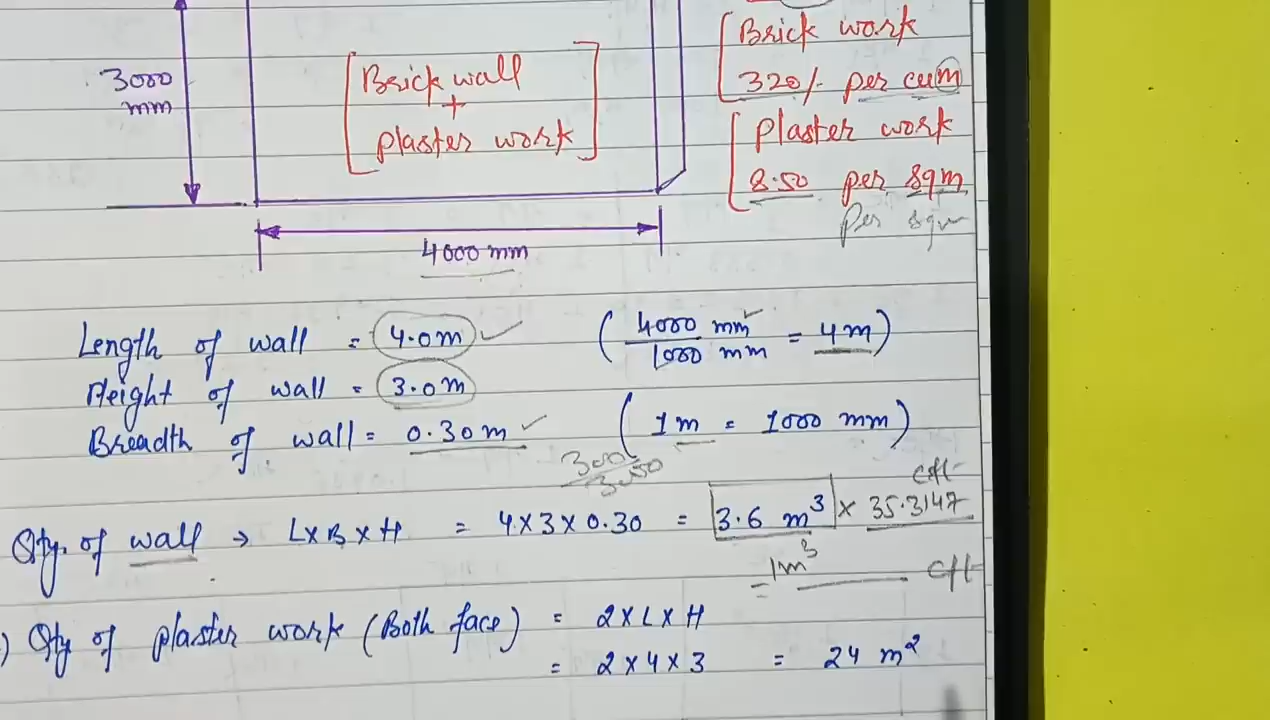 3000
mm
[Brick wall
+
plaster work]
[Brick work
320/- per cum
[Plaster work
8.50 per sqm
Per sqm
4000 mm
Length of wall = 4.0m (4000 mm / 1000 mm = 4m)
Height of wall = 3.0m
Breadth of wall = 0.30m (1m = 1000 mm)
300
cft
Qty. of wall → L×B×H = 4×3×0.30 = 3.6 m³ × 35.3147
= 1m³ cft
) Qty of plaster work (Both face) = 2×L×H
= 2×4×3 = 24 m²